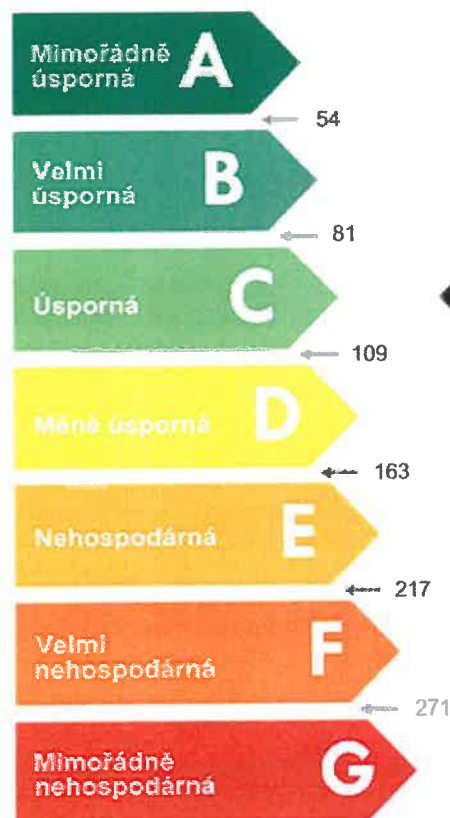 Mimořádně
úsporná A
54
Velmi
úsporná B
81
Úsporná C
109
Méně úsporná D
163
Nehospodárná E
217
Velmi
nehospodárná F
271
Mimořádně
nehospodárná G